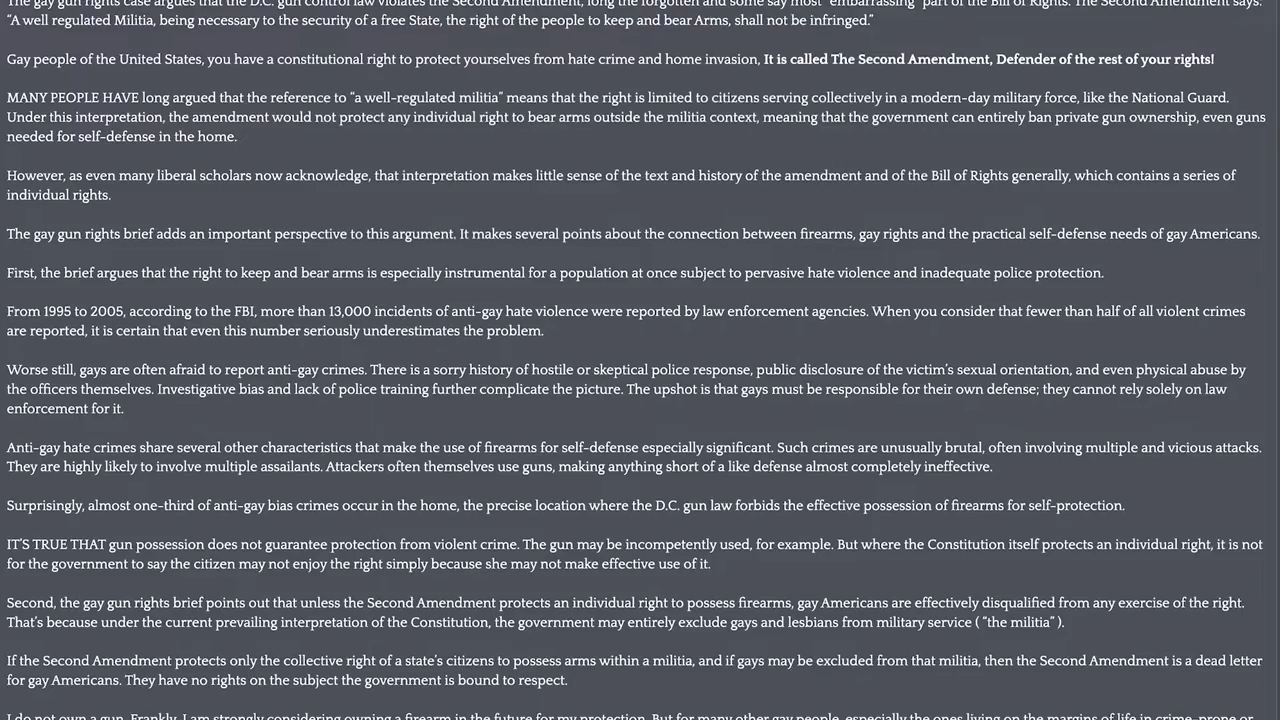 The gay gun rights case argues that the D.C. gun control law violates the Second Amendment, long the forgotten and some say most "embarrassing" part of the Bill of Rights. The Second Amendment says:
"A well regulated Militia, being necessary to the security of a free State, the right of the people to keep and bear Arms, shall not be infringed."
Gay people of the United States, you have a constitutional right to protect yourselves from hate crime and home invasion, It is called The Second Amendment, Defender of the rest of your rights!
MANY PEOPLE HAVE long argued that the reference to "a well-regulated militia" means that the right is limited to citizens serving collectively in a modern-day military force, like the National Guard.
Under this interpretation, the amendment would not protect any individual right to bear arms outside the militia context, meaning that the government can entirely ban private gun ownership, even guns
needed for self-defense in the home.
However, as even many liberal scholars now acknowledge, that interpretation makes little sense of the text and history of the amendment and of the Bill of Rights generally, which contains a series of
individual rights.
The gay gun rights brief adds an important perspective to this argument. It makes several points about the connection between firearms, gay rights and the practical self-defense needs of gay Americans.
First, the brief argues that the right to keep and bear arms is especially instrumental for a population at once subject to pervasive hate violence and inadequate police protection.
From 1995 to 2005, according to the FBI, more than 13,000 incidents of anti-gay hate violence were reported by law enforcement agencies. When you consider that fewer than half of all violent crimes
are reported, it is certain that even this number seriously underestimates the problem.
Worse still, gays are often afraid to report anti-gay crimes. There is a sorry history of hostile or skeptical police response, public disclosure of the victim's sexual orientation, and even physical abuse by
the officers themselves. Investigative bias and lack of police training further complicate the picture. The upshot is that gays must be responsible for their own defense; they cannot rely solely on law
enforcement for it.
Anti-gay hate crimes share several other characteristics that make the use of firearms for self-defense especially significant. Such crimes are unusually brutal, often involving multiple and vicious attacks.
They are highly likely to involve multiple assailants. Attackers often themselves use guns, making anything short of a like defense almost completely ineffective.
Surprisingly, almost one-third of anti-gay bias crimes occur in the home, the precise location where the D.C. gun law forbids the effective possession of firearms for self-protection.
IT'S TRUE THAT gun possession does not guarantee protection from violent crime. The gun may be incompetently used, for example. But where the Constitution itself protects an individual right, it is not
for the government to say the citizen may not enjoy the right simply because she may not make effective use of it.
Second, the gay gun rights brief points out that unless the Second Amendment protects an individual right to possess firearms, gay Americans are effectively disqualified from any exercise of the right.
That's because under the current prevailing interpretation of the Constitution, the government may entirely exclude gays and lesbians from military service ( "the militia" ).
If the Second Amendment protects only the collective right of a state's citizens to possess arms within a militia, and if gays may be excluded from that militia, then the Second Amendment is a dead letter
for gay Americans. They have no rights on the subject the government is bound to respect.
I do not own a gun. Frankly, I am strongly considering owning a firearm in the future for my protection. But for many other gay people, especially the ones living on the margins of life in crime-prone or